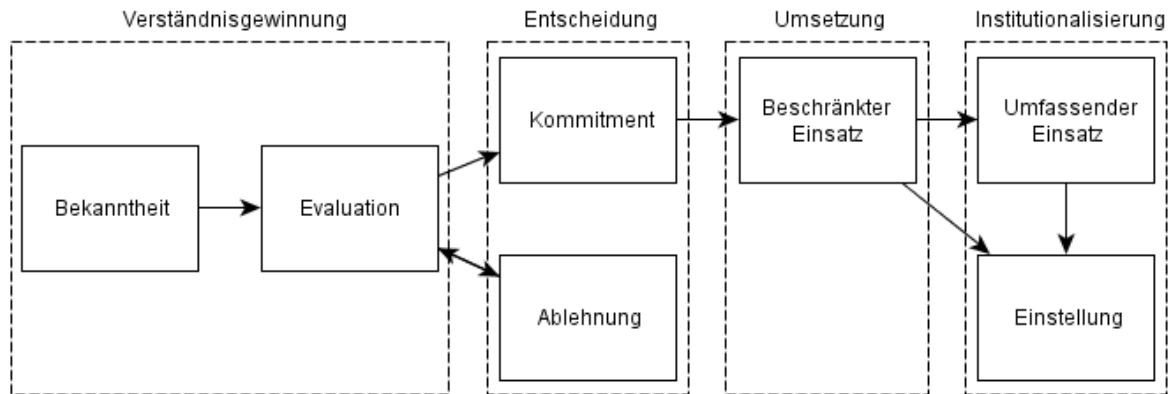 Verständnisgewinnung
Entscheidung
Umsetzung
Institutionalisierung
Bekanntheit
Evaluation
Kommitment
Ablehnung
Beschränkter
Einsatz
Umfassender
Einsatz
Einstellung